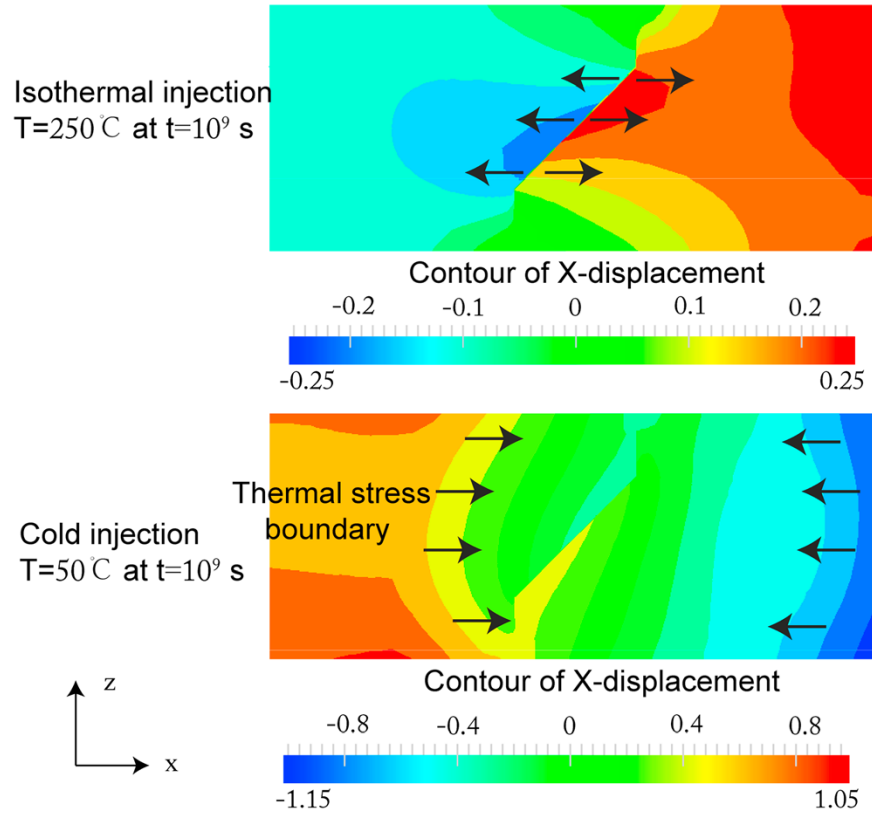 Isothermal injection
T=250℃ at t=10⁹ s
Contour of X-displacement
-0.2 -0.1 0 0.1 0.2
-0.25 0.25
Thermal stress
boundary
Cold injection
T=50℃ at t=10⁹ s
Contour of X-displacement
z
-0.8 -0.4 0 0.4 0.8
x
-1.15 1.05